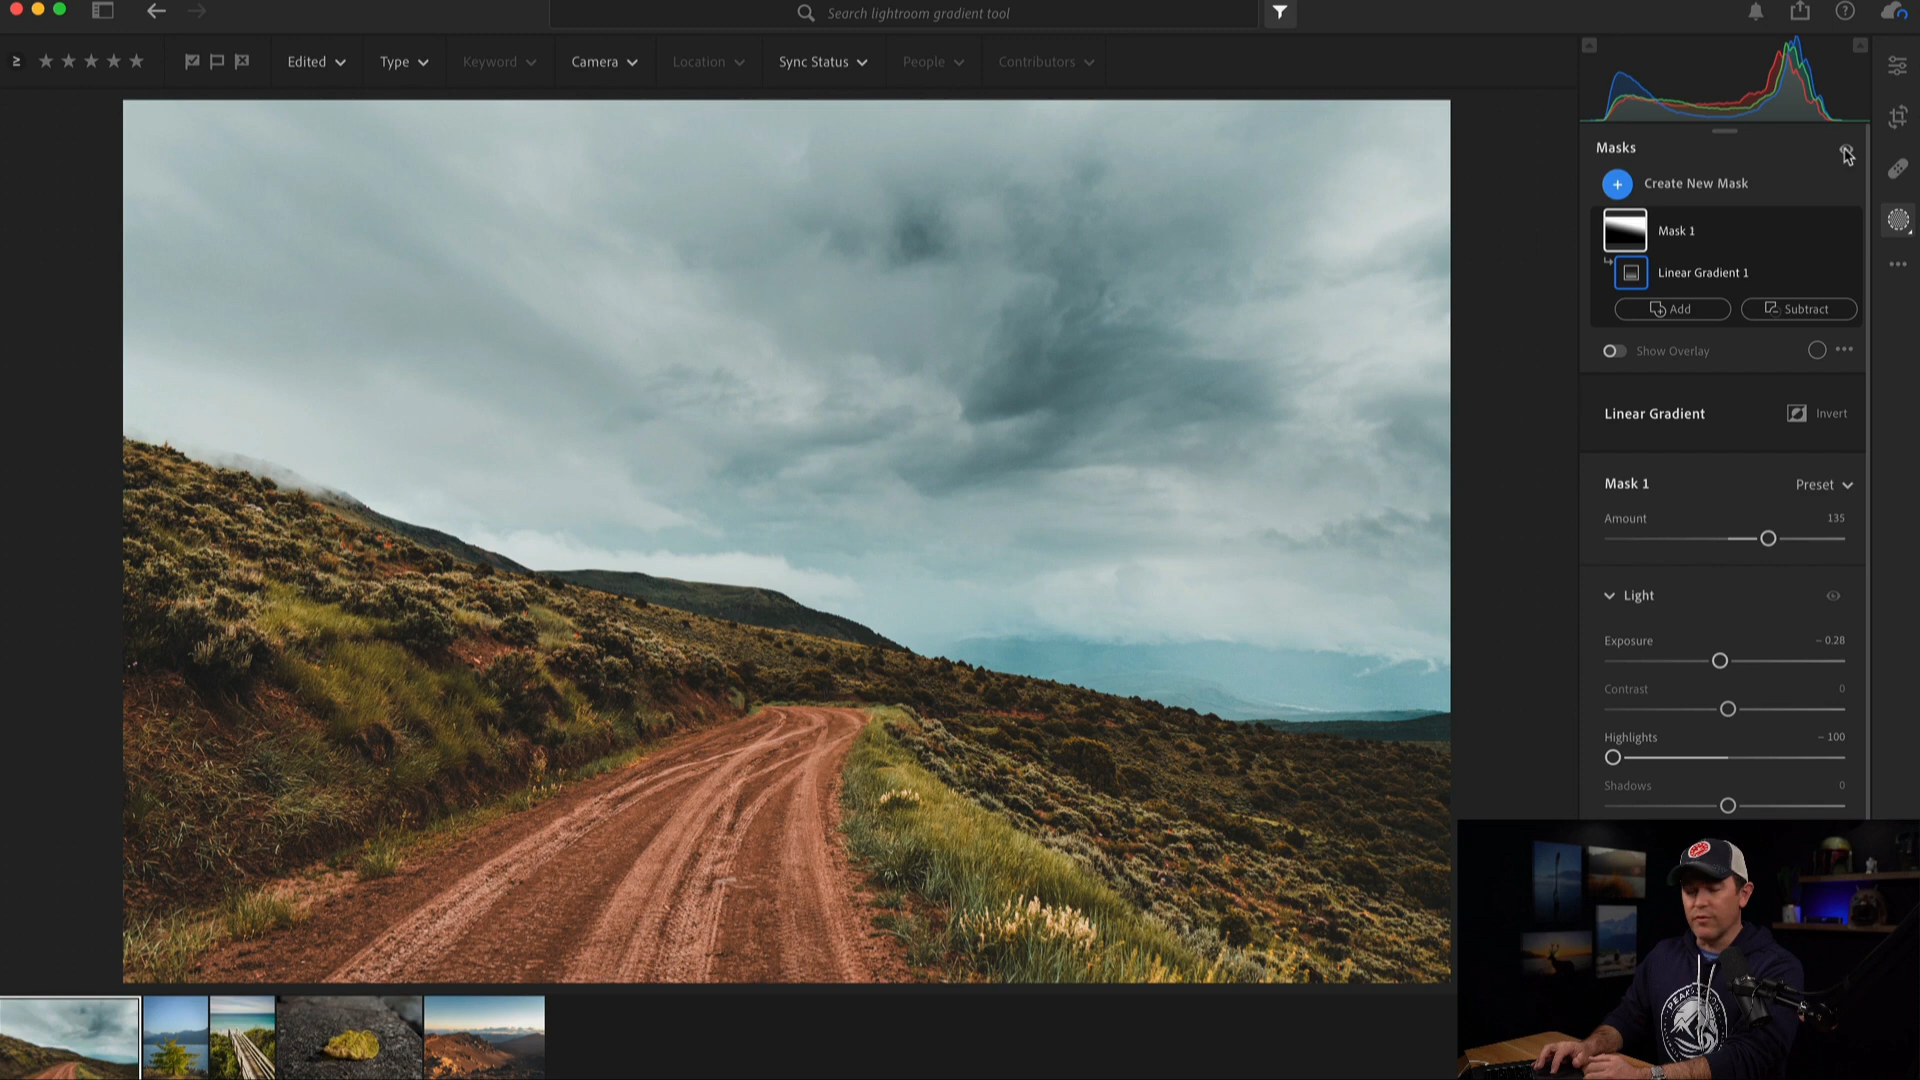 Search lightroom gradient tool
≥ Edited Type Keyword Camera Location Sync Status People Contributors
Masks
Create New Mask
Mask 1
Linear Gradient 1
Add Subtract
Show Overlay
Linear Gradient Invert
Mask 1 Preset
Amount 135
Light
Exposure – 0.28
Contrast 0
Highlights – 100
Shadows 0